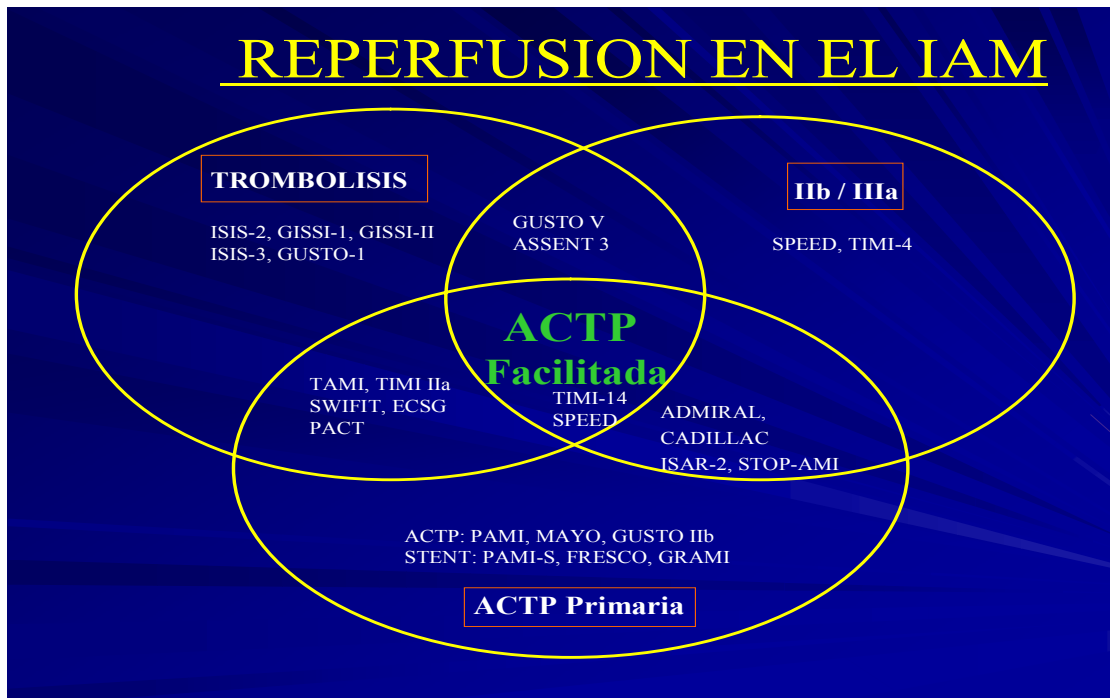 REPERFUSION EN EL IAM
TROMBOLISIS
ISIS-2, GISSI-1, GISSI-II
ISIS-3, GUSTO-1
GUSTO V
ASSENT 3
IIb / IIIa
SPEED, TIMI-4
ACTP
Facilitada
TIMI-14
SPEED
TAMI, TIMI IIa
SWIFIT, ECSG
PACT
ADMIRAL,
CADILLAC
ISAR-2, STOP-AMI
ACTP: PAMI, MAYO, GUSTO IIb
STENT: PAMI-S, FRESCO, GRAMI
ACTP Primaria